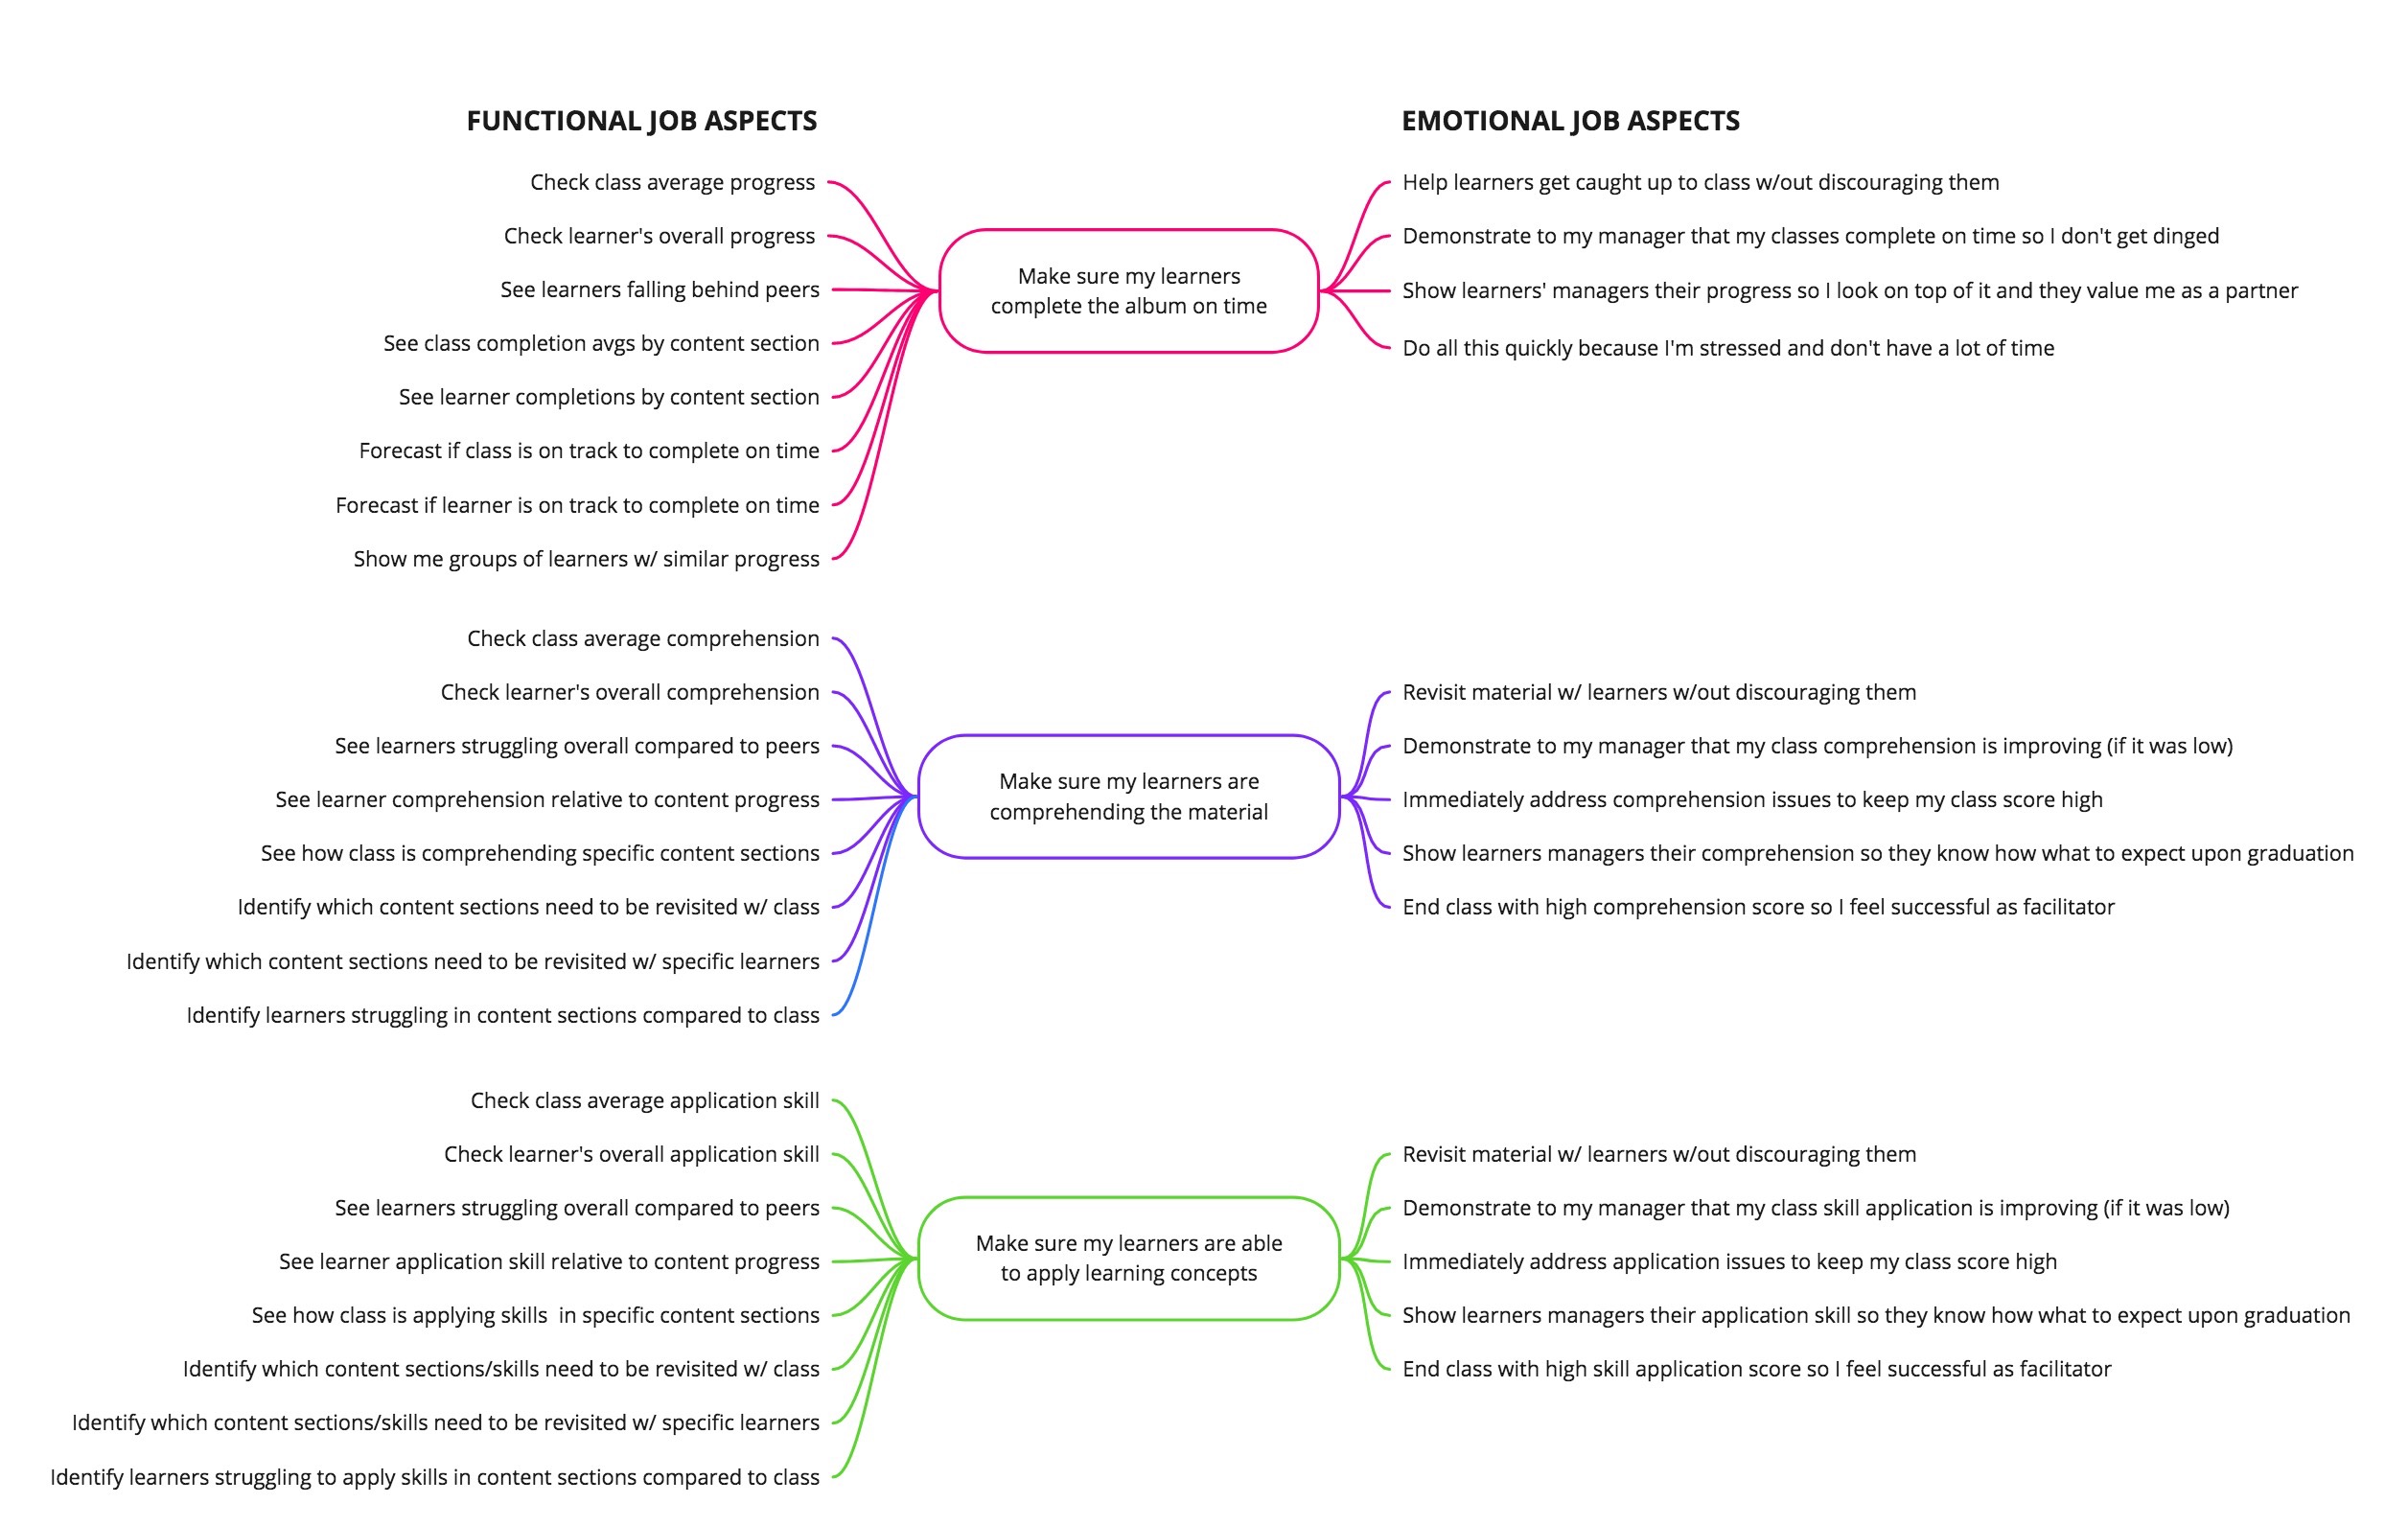 FUNCTIONAL JOB ASPECTS
EMOTIONAL JOB ASPECTS
Check class average progress
Check learner's overall progress
See learners falling behind peers
See class completion avgs by content section
See learner completions by content section
Forecast if class is on track to complete on time
Forecast if learner is on track to complete on time
Show me groups of learners w/ similar progress
Make sure my learners
complete the album on time
Help learners get caught up to class w/out discouraging them
Demonstrate to my manager that my classes complete on time so I don't get dinged
Show learners' managers their progress so I look on top of it and they value me as a partner
Do all this quickly because I'm stressed and don't have a lot of time
Check class average comprehension
Check learner's overall comprehension
See learners struggling overall compared to peers
See learner comprehension relative to content progress
See how class is comprehending specific content sections
Identify which content sections need to be revisited w/ class
Identify which content sections need to be revisited w/ specific learners
Identify learners struggling in content sections compared to class
Make sure my learners are
comprehending the material
Revisit material w/ learners w/out discouraging them
Demonstrate to my manager that my class comprehension is improving (if it was low)
Immediately address comprehension issues to keep my class score high
Show learners managers their comprehension so they know how what to expect upon graduation
End class with high comprehension score so I feel successful as facilitator
Check class average application skill
Check learner's overall application skill
See learners struggling overall compared to peers
See learner application skill relative to content progress
See how class is applying skills  in specific content sections
Identify which content sections/skills need to be revisited w/ class
Identify which content sections/skills need to be revisited w/ specific learners
Identify learners struggling to apply skills in content sections compared to class
Make sure my learners are able
to apply learning concepts
Revisit material w/ learners w/out discouraging them
Demonstrate to my manager that my class skill application is improving (if it was low)
Immediately address application issues to keep my class score high
Show learners managers their application skill so they know how what to expect upon graduation
End class with high skill application score so I feel successful as facilitator